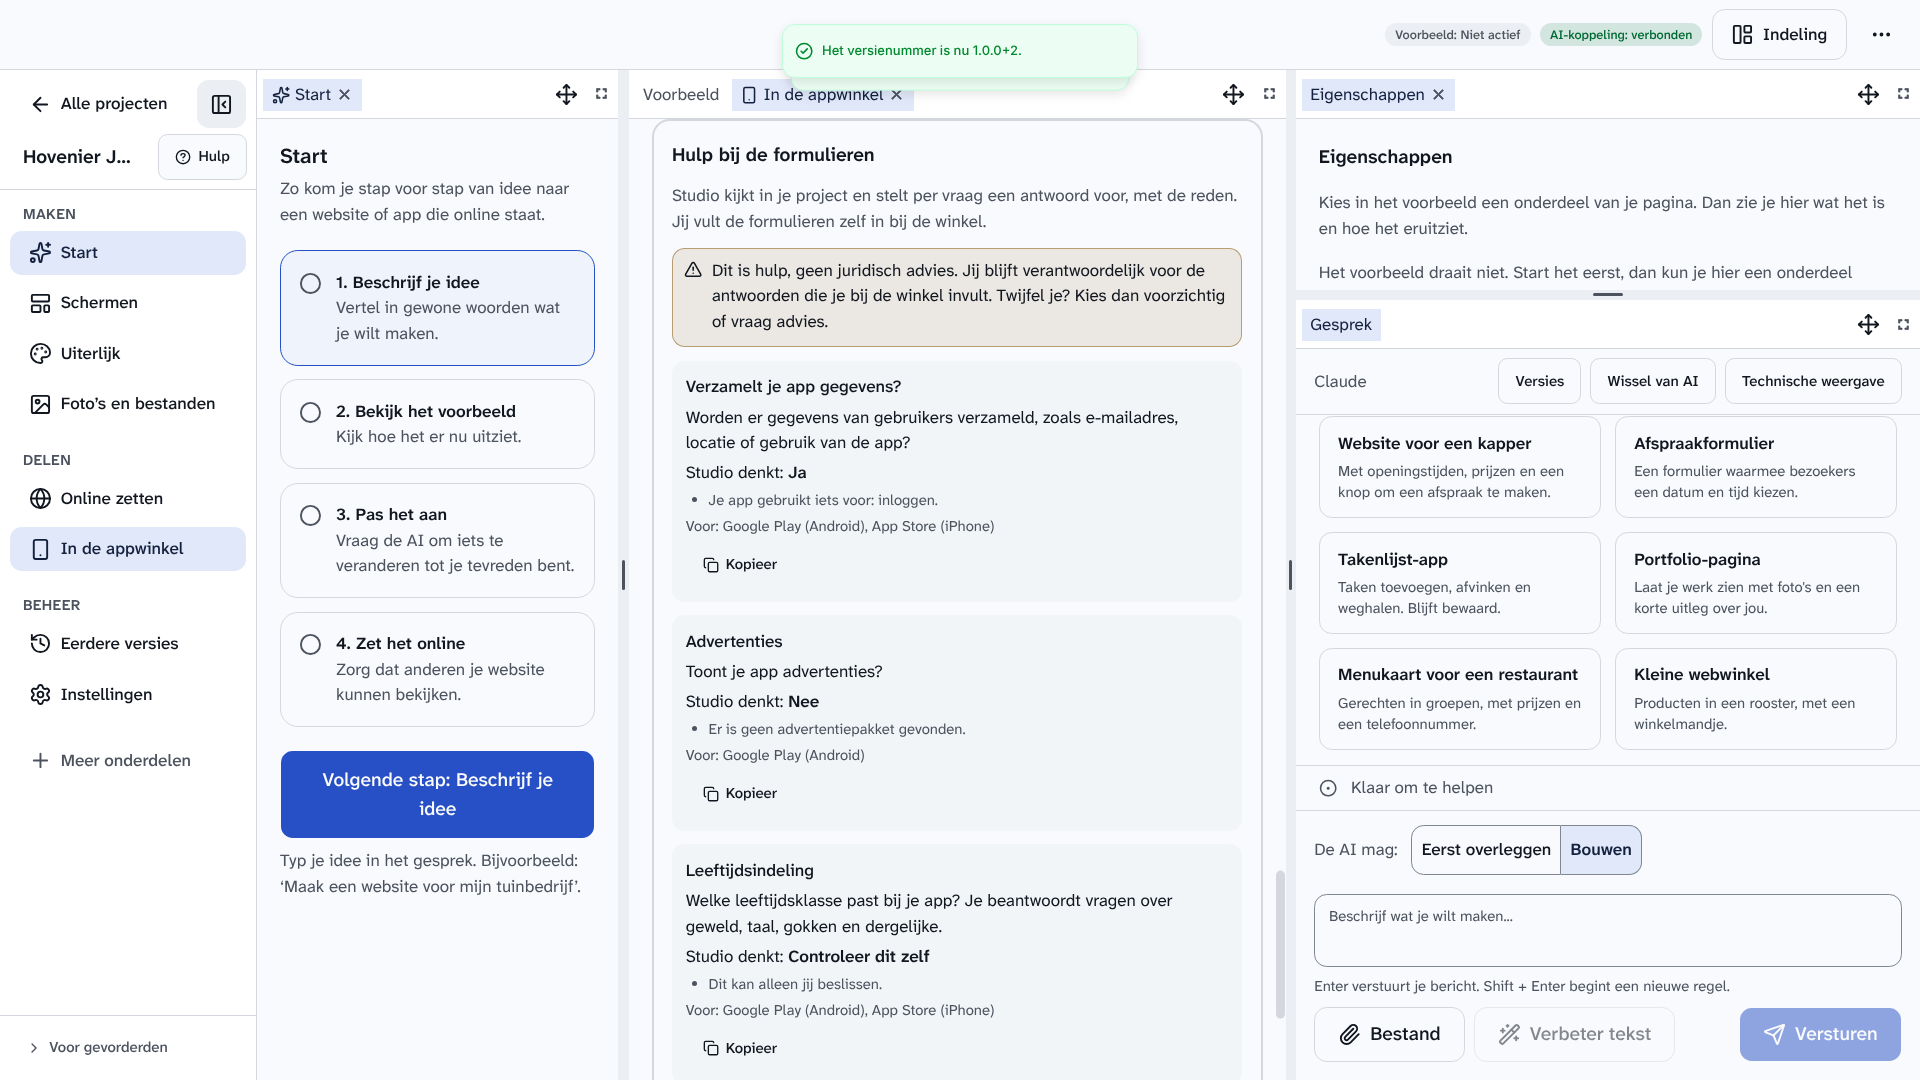 Voorbeeld: Niet actief
AI-koppeling: verbonden
Indeling
Het versienummer is nu 1.0.0+2.
Alle projecten
Hovenier J...
Hulp
MAKEN
Start
Schermen
Uiterlijk
Foto's en bestanden
DELEN
Online zetten
In de appwinkel
BEHEER
Eerdere versies
Instellingen
Meer onderdelen
Voor gevorderden
Start
Start
Zo kom je stap voor stap van idee naar
een website of app die online staat.
1. Beschrijf je idee
Vertel in gewone woorden wat
je wilt maken.
2. Bekijk het voorbeeld
Kijk hoe het er nu uitziet.
3. Pas het aan
Vraag de AI om iets te
veranderen tot je tevreden bent.
4. Zet het online
Zorg dat anderen je website
kunnen bekijken.
Volgende stap: Beschrijf je
idee
Typ je idee in het gesprek. Bijvoorbeeld:
‘Maak een website voor mijn tuinbedrijf’.
Voorbeeld
In de appwinkel
Hulp bij de formulieren
Studio kijkt in je project en stelt per vraag een antwoord voor, met de reden.
Jij vult de formulieren zelf in bij de winkel.
Dit is hulp, geen juridisch advies. Jij blijft verantwoordelijk voor de
antwoorden die je bij de winkel invult. Twijfel je? Kies dan voorzichtig
of vraag advies.
Verzamelt je app gegevens?
Worden er gegevens van gebruikers verzameld, zoals e-mailadres,
locatie of gebruik van de app?
Studio denkt: Ja
• Je app gebruikt iets voor: inloggen.
Voor: Google Play (Android), App Store (iPhone)
Kopieer
Advertenties
Toont je app advertenties?
Studio denkt: Nee
• Er is geen advertentiepakket gevonden.
Voor: Google Play (Android)
Kopieer
Leeftijdsindeling
Welke leeftijdsklasse past bij je app? Je beantwoordt vragen over
geweld, taal, gokken en dergelijke.
Studio denkt: Controleer dit zelf
• Dit kan alleen jij beslissen.
Voor: Google Play (Android), App Store (iPhone)
Kopieer
Eigenschappen
Eigenschappen
Kies in het voorbeeld een onderdeel van je pagina. Dan zie je hier wat het is
en hoe het eruitziet.
Het voorbeeld draait niet. Start het eerst, dan kun je hier een onderdeel
Gesprek
Claude
Versies
Wissel van AI
Technische weergave
Website voor een kapper
Met openingstijden, prijzen en een
knop om een afspraak te maken.
Afspraakformulier
Een formulier waarmee bezoekers
een datum en tijd kiezen.
Takenlijst-app
Taken toevoegen, afvinken en
weghalen. Blijft bewaard.
Portfolio-pagina
Laat je werk zien met foto's en een
korte uitleg over jou.
Menukaart voor een restaurant
Gerechten in groepen, met prijzen en
een telefoonnummer.
Kleine webwinkel
Producten in een rooster, met een
winkelmandje.
Klaar om te helpen
De AI mag:
Eerst overleggen
Bouwen
Beschrijf wat je wilt maken...
Enter verstuurt je bericht. Shift + Enter begint een nieuwe regel.
Bestand
Verbeter tekst
Versturen